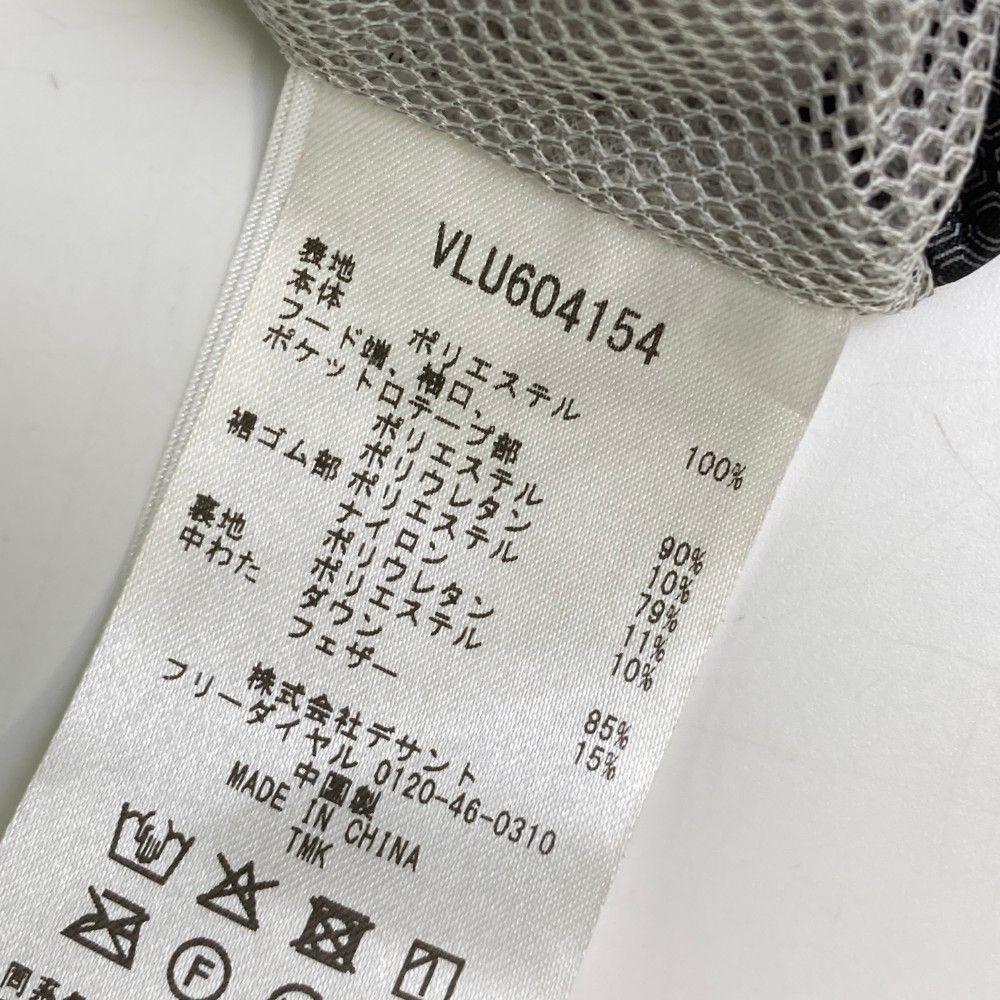 VLU604154
表地
本体 ポリエステル 100%
フード端、袖口、
ポケット口テープ部
ポリエステル 90%
ポリウレタン 10%
裾ゴム部 ポリエステル 79%
ナイロン 11%
ポリウレタン 10%
裏地 ポリエステル
中わた ダウン 85%
フェザー 15%
株式会社デサント
フリーダイヤル 0120-46-0310
中国製
MADE IN CHINA
TMK
F